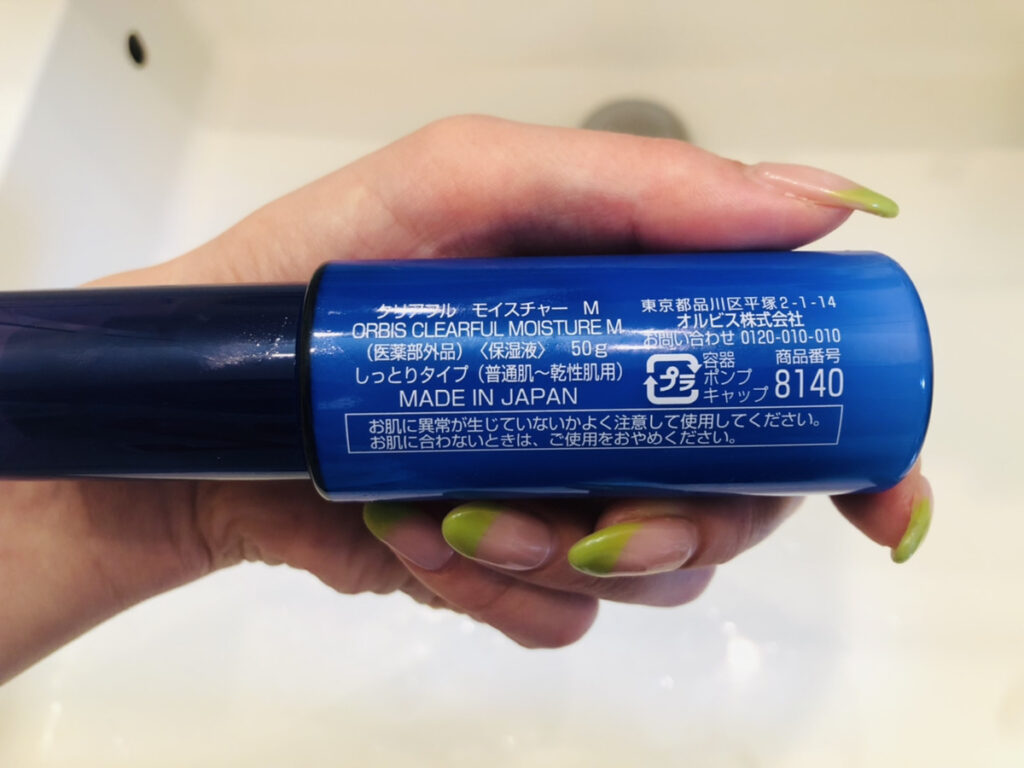 クリアフル モイスチャー M
ORBIS CLEARFUL MOISTURE M
(医薬部外品)〈保湿液〉 50g
しっとりタイプ(普通肌〜乾性肌用)
MADE IN JAPAN
東京都品川区平塚2-1-14
オルビス株式会社
お問い合わせ 0120-010-010
プラ
容器
ポンプ
キャップ
商品番号
8140
お肌に異常が生じていないかよく注意して使用してください。
お肌に合わないときは、ご使用をおやめください。